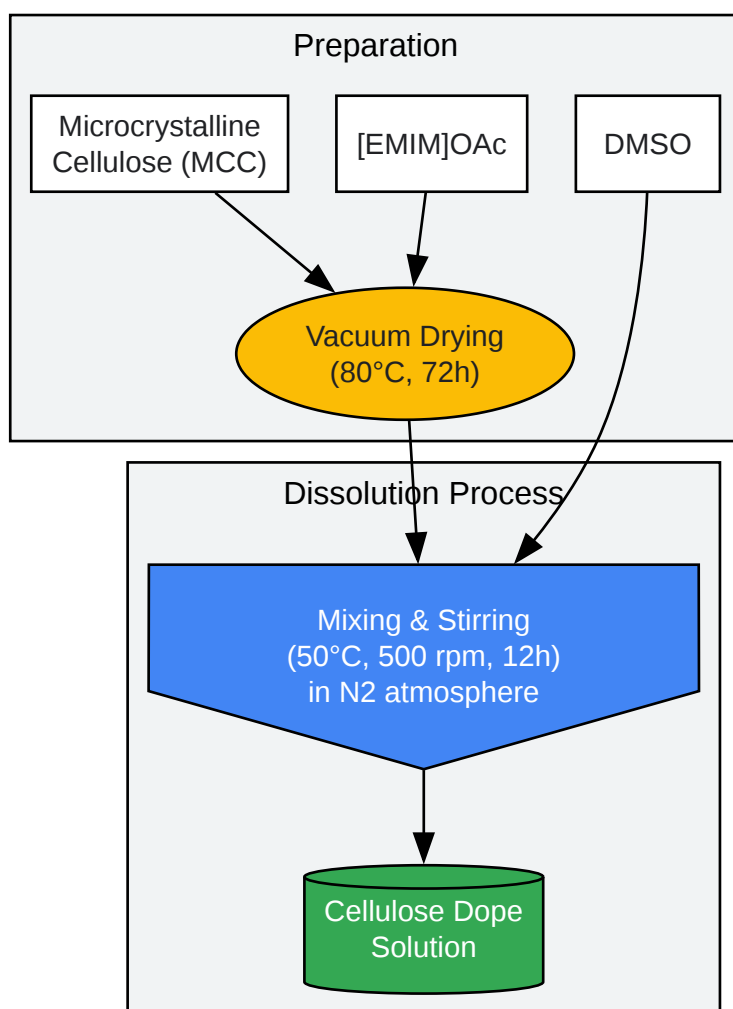 Preparation
Microcrystalline
Cellulose (MCC)
[EMIM]OAc
DMSO
Vacuum Drying
(80°C, 72h)
Dissolution Process
Mixing & Stirring
(50°C, 500 rpm, 12h)
in N2 atmosphere
Cellulose Dope
Solution